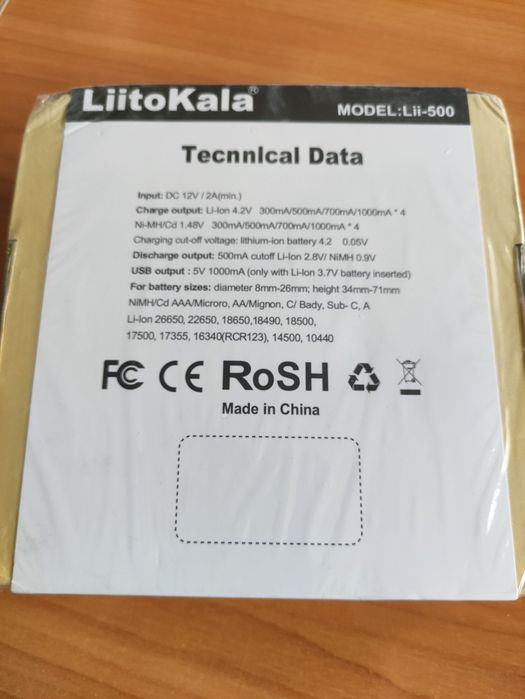 LiitoKala®
MODEL:Lii-500
Tecnnlcal Data
Input: DC 12V / 2A(min.)
Charge output: Li-Ion 4.2V 300mA/500mA/700mA/1000mA * 4
Ni-MH/Cd 1.48V 300mA/500mA/700mA/1000mA * 4
Charging cut-off voltage: lithium-ion battery 4.2 0.05V
Discharge output: 500mA cutoff Li-Ion 2.8V/ NiMH 0.9V
USB output : 5V 1000mA (only with Li-Ion 3.7V battery inserted)
For battery sizes: diameter 8mm-26mm; height 34mm-71mm
NiMH/Cd AAA/Microro, AA/Mignon, C/ Bady, Sub- C, A
Li-Ion 26650, 22650, 18650,18490, 18500,
17500, 17355, 16340(RCR123), 14500, 10440
FC CE RoSH
Made in China